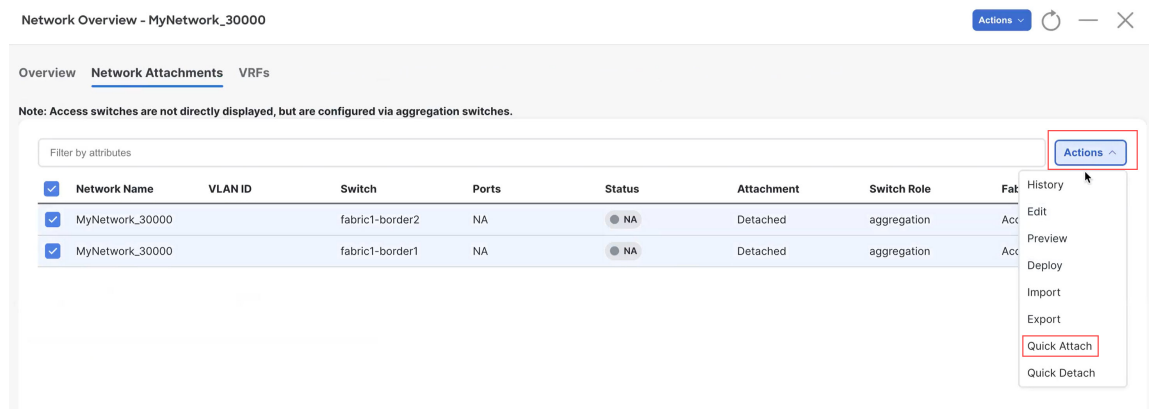 Network Overview - MyNetwork_30000
Actions
Overview Network Attachments VRFs
Note: Access switches are not directly displayed, but are configured via aggregation switches.
Filter by attributes
Actions
Network Name VLAN ID Switch Ports Status Attachment Switch Role Fab
MyNetwork_30000 fabric1-border2 NA NA Detached aggregation Acc
MyNetwork_30000 fabric1-border1 NA NA Detached aggregation Acc
History
Edit
Preview
Deploy
Import
Export
Quick Attach
Quick Detach